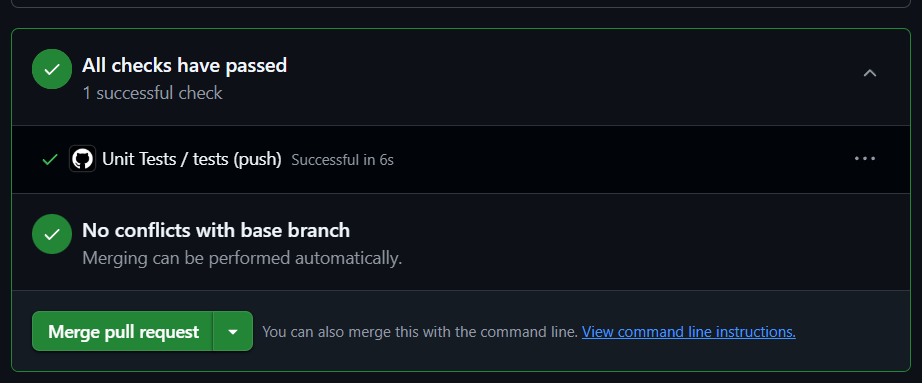 All checks have passed
1 successful check
Unit Tests / tests (push) Successful in 6s
No conflicts with base branch
Merging can be performed automatically.
Merge pull request You can also merge this with the command line. View command line instructions.